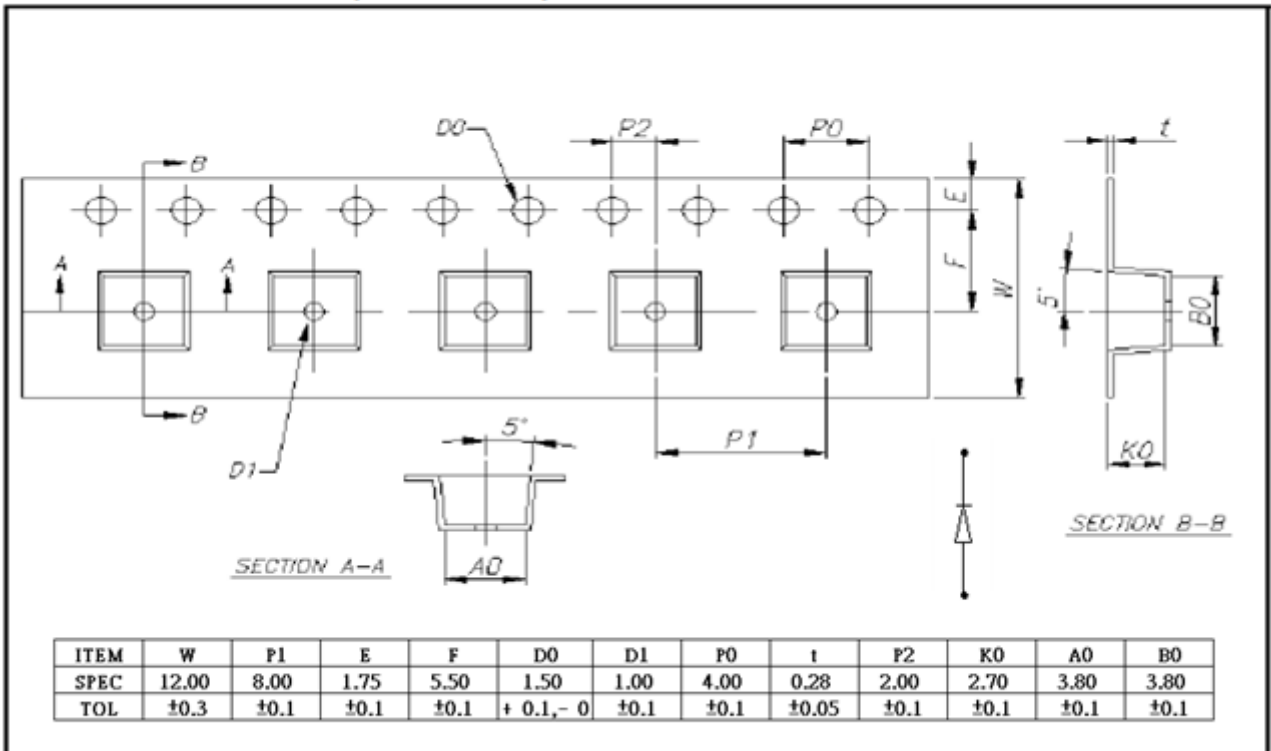 D0 P2 P0 t
B
E
A A F W 5° B0
B
D1 5° P1 K0
SECTION A-A A0 SECTION B-B
ITEM W P1 E F D0 D1 P0 t P2 K0 A0 B0
SPEC 12.00 8.00 1.75 5.50 1.50 1.00 4.00 0.28 2.00 2.70 3.80 3.80
TOL ±0.3 ±0.1 ±0.1 ±0.1 + 0.1,- 0 ±0.1 ±0.1 ±0.05 ±0.1 ±0.1 ±0.1 ±0.1